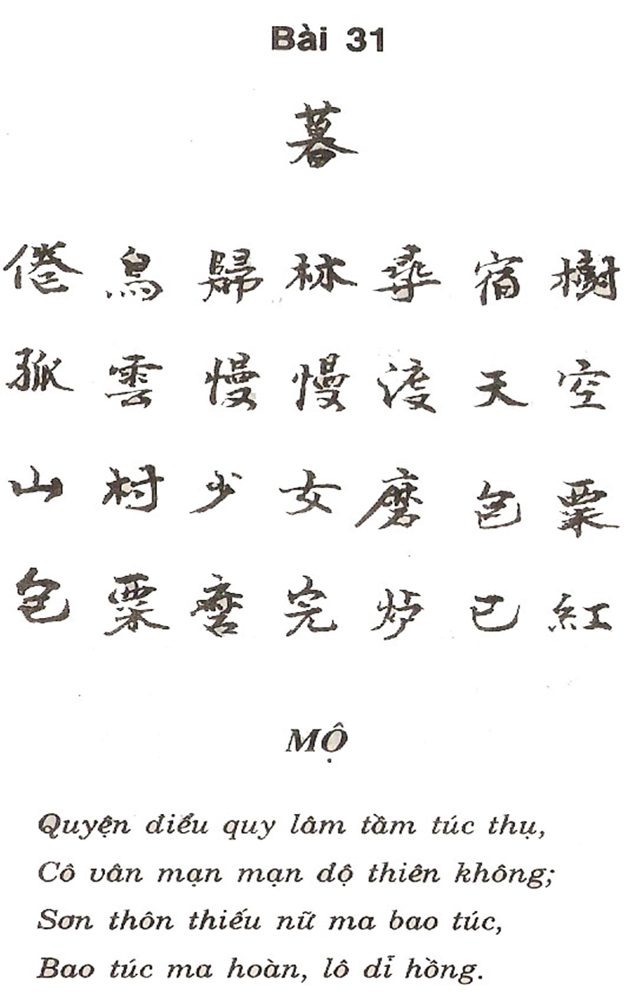 Bài 31
暮
倦鳥歸林尋宿樹
孤雲慢慢渡天空
山村少女磨包粟
包粟磨完炉已紅
MỘ
Quyện điểu quy lâm tầm túc thụ,
Cô vân mạn mạn độ thiên không;
Sơn thôn thiếu nữ ma bao túc,
Bao túc ma hoàn, lô dĩ hồng.